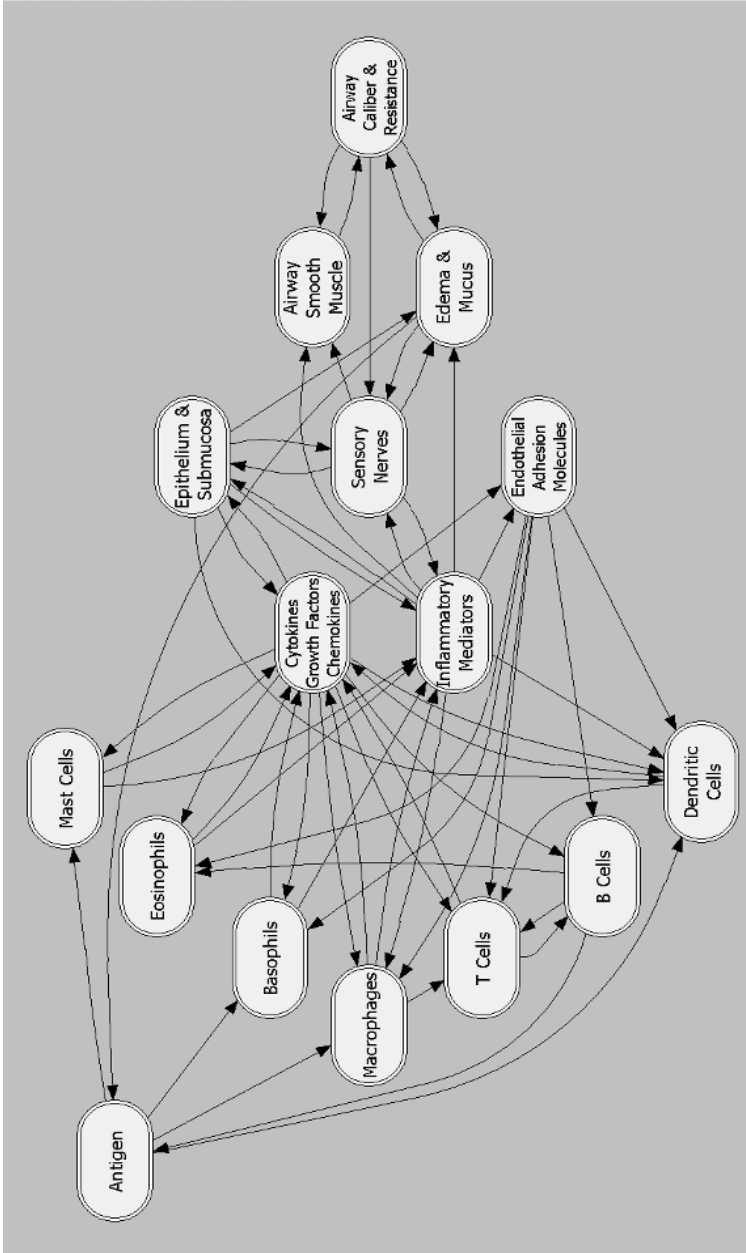 Airway
Caliber &
Resistance
Airway
Smooth
Muscle
Edema &
Mucus
Epithelium &
Submucosa
Sensory
Nerves
Endothelial
Adhesion
Molecules
Cytokines
Growth Factors
Chemokines
Inflammatory
Mediators
Mast Cells
Eosinophils
Basophils
Macrophages
T Cells
B Cells
Dendritic
Cells
Antigen